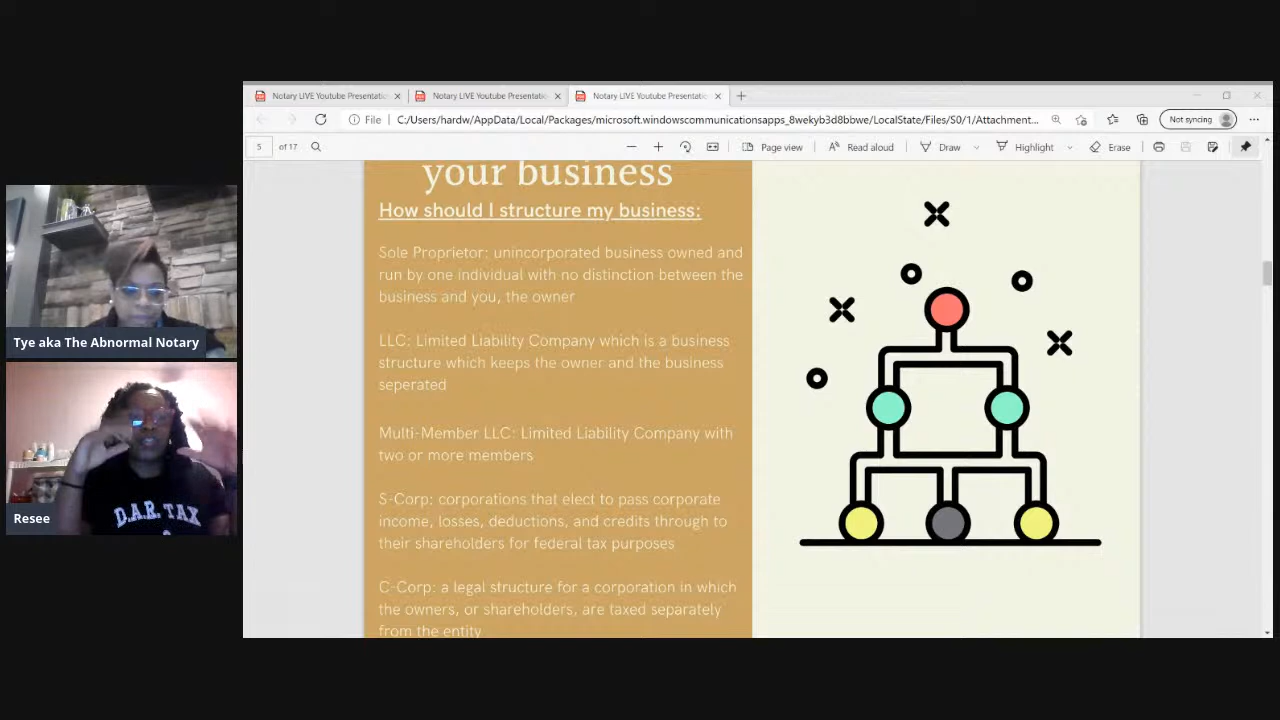 Notary LIVE Youtube Presentatio
Notary LIVE Youtube Presentatio
Notary LIVE Youtube Presentatio
File
C:/Users/hardw/AppData/Local/Packages/microsoft.windowscommunicationsapps_8wekyb3d8bbwe/LocalState/Files/S0/1/Attachment...
Not syncing
5 of 17
Page view
Read aloud
Draw
Highlight
Erase
your business
How should I structure my business:
Sole Proprietor: unincorporated business owned and
run by one individual with no distinction between the
business and you, the owner
LLC: Limited Liability Company which is a business
structure which keeps the owner and the business
seperated
Multi-Member LLC: Limited Liability Company with
two or more members
S-Corp: corporations that elect to pass corporate
income, losses, deductions, and credits through to
their shareholders for federal tax purposes
C-Corp: a legal structure for a corporation in which
the owners, or shareholders, are taxed separately
from the entity
Tye aka The Abnormal Notary
D.A.R. TAX
Resee